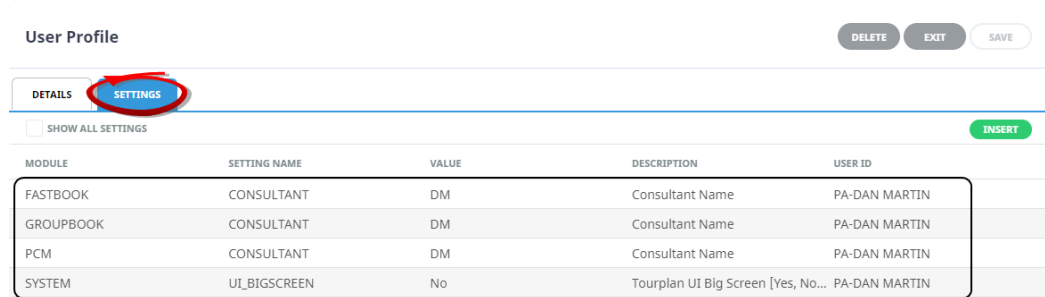 User Profile
DELETE EXIT SAVE
DETAILS SETTINGS
SHOW ALL SETTINGS INSERT
MODULE SETTING NAME VALUE DESCRIPTION USER ID
FASTBOOK CONSULTANT DM Consultant Name PA-DAN MARTIN
GROUPBOOK CONSULTANT DM Consultant Name PA-DAN MARTIN
PCM CONSULTANT DM Consultant Name PA-DAN MARTIN
SYSTEM UI_BIGSCREEN No Tourplan UI Big Screen [Yes, No... PA-DAN MARTIN